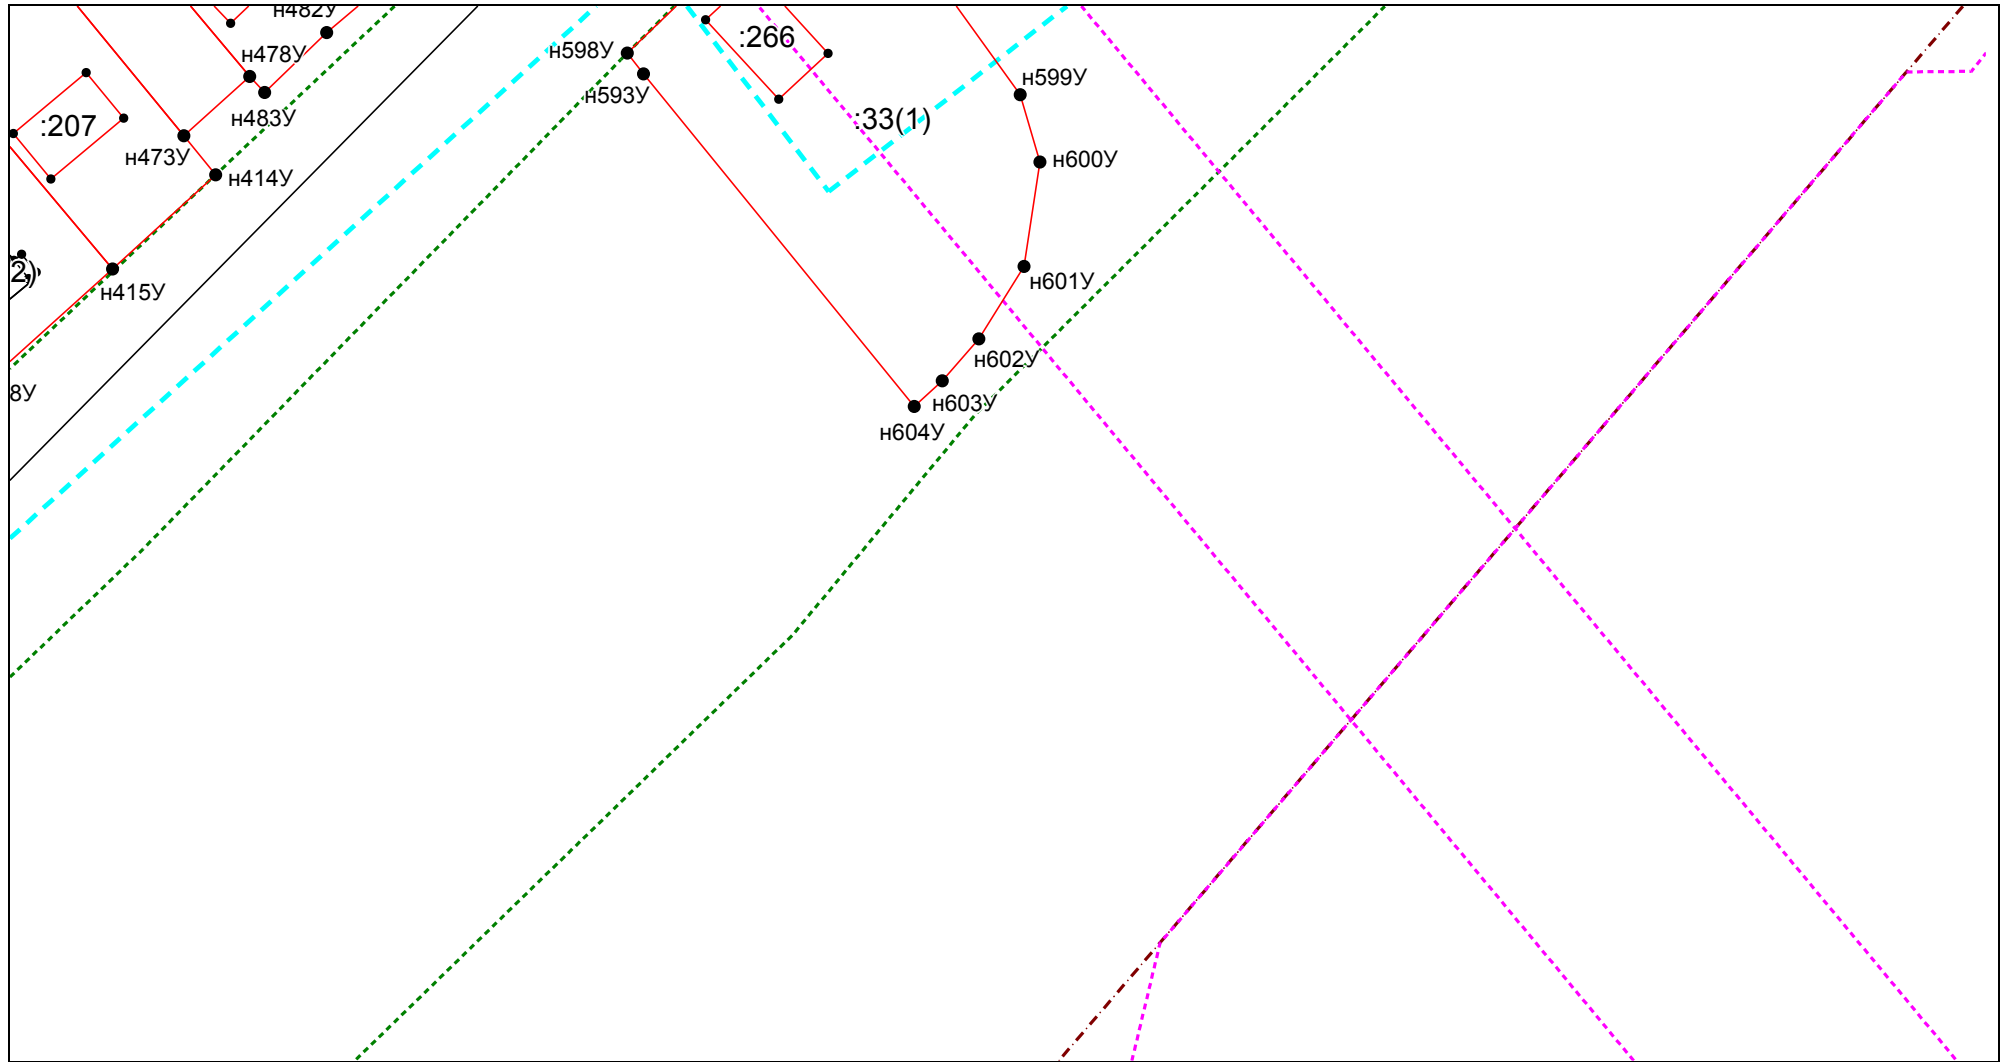 н482У
:266
н598У
н478У
н599У
н593У
н483У
:33(1)
:207
н473У
н600У
н414У
2)
н601У
н415У
н602У
8У
н603У
н604У